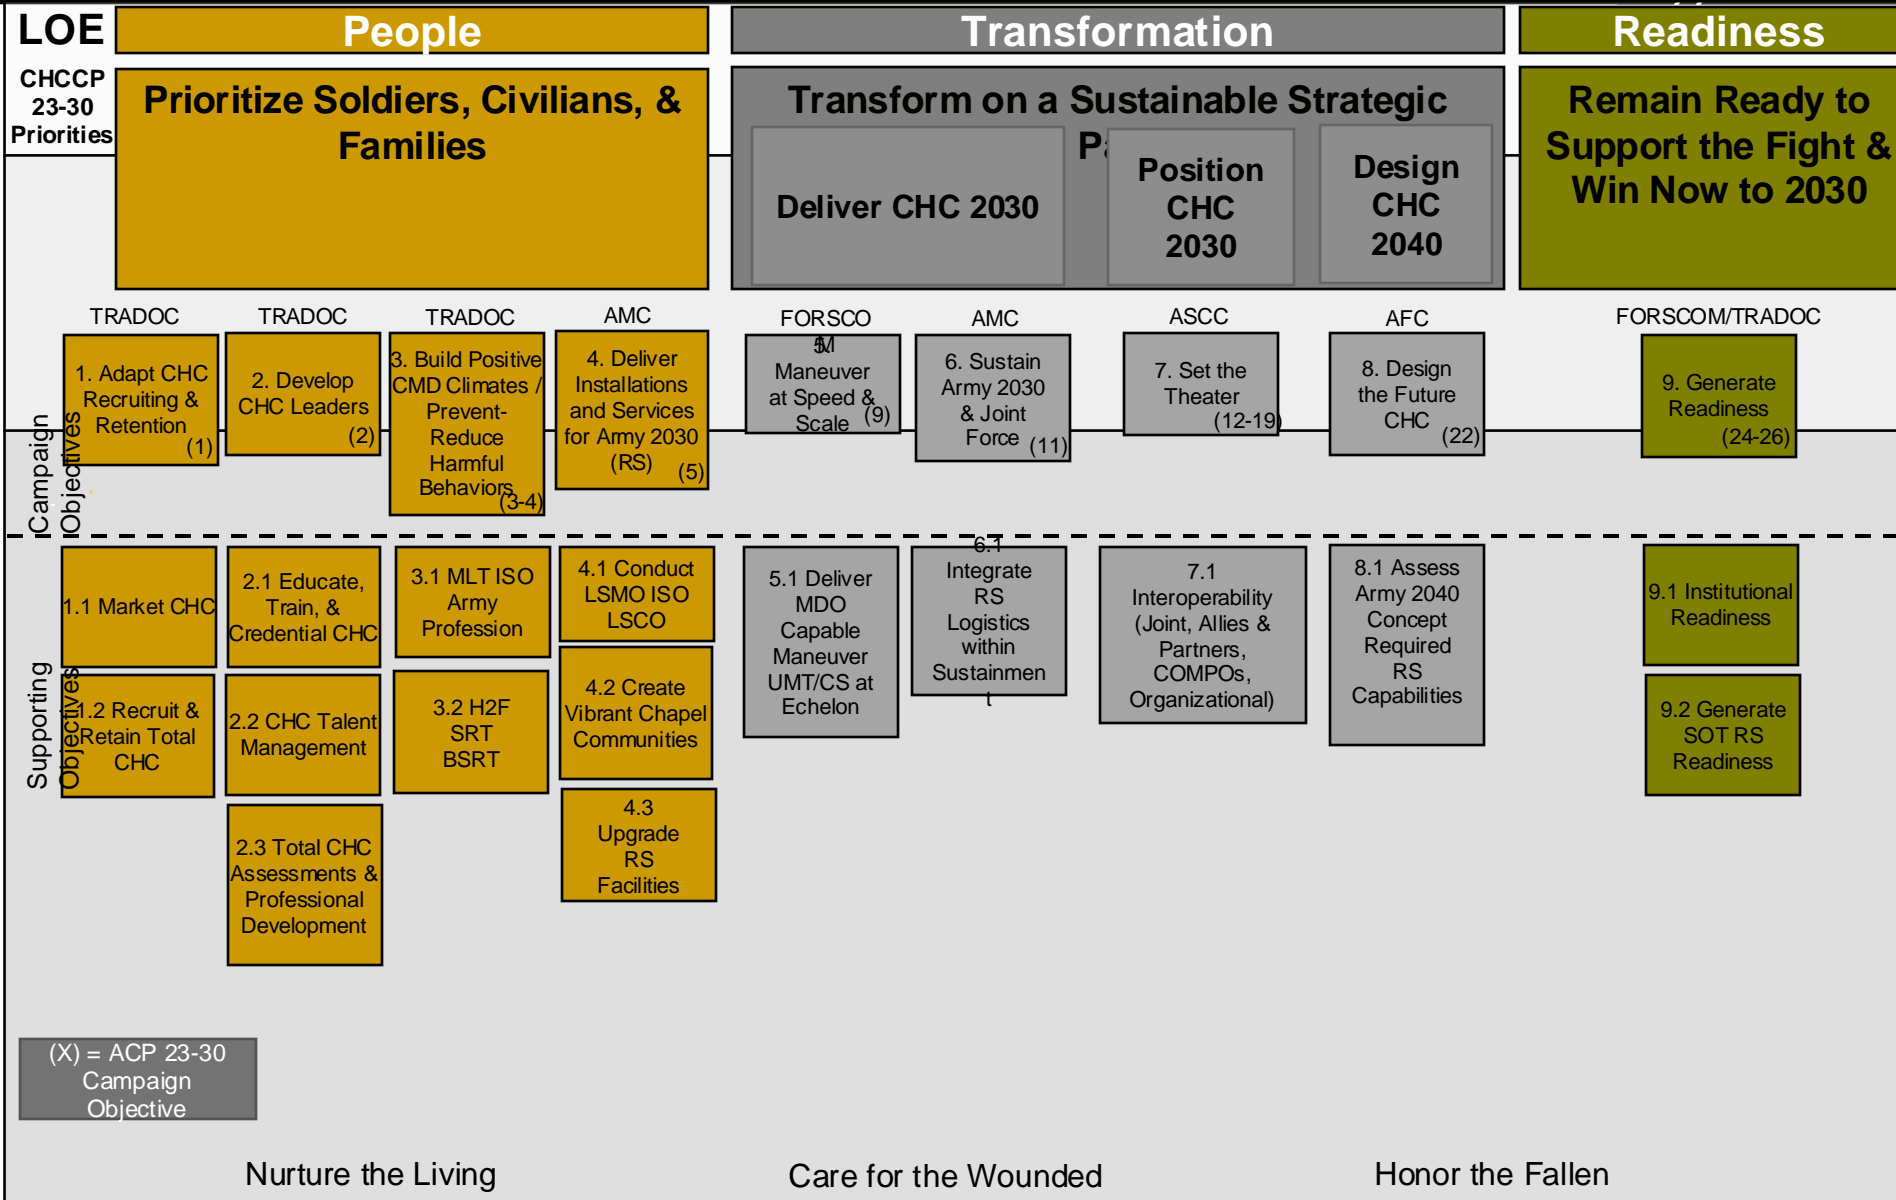 LOE
People
Transformation
Readiness
CHCCP
23-30
Priorities
Prioritize Soldiers, Civilians, &
Families
Transform on a Sustainable Strategic
Deliver CHC 2030
Position
CHC
2030
Design
CHC
2040
Remain Ready to
Support the Fight &
Win Now to 2030
Campaign
Objectives
TRADOC
1. Adapt CHC
Recruiting &
Retention
(1)
TRADOC
2. Develop
CHC Leaders
(2)
TRADOC
3. Build Positive
CMD Climates /
Prevent-
Reduce
Harmful
Behaviors
(3-4)
AMC
4. Deliver
Installations
and Services
for Army 2030
(RS)
(5)
FORSCO
M
5.
Maneuver
at Speed &
Scale
(9)
AMC
6. Sustain
Army 2030
& Joint
Force
(11)
ASCC
7. Set the
Theater
(12-19)
AFC
8. Design
the Future
CHC
(22)
FORSCOM/TRADOC
9. Generate
Readiness
(24-26)
Supporting
Objectives
1.1 Market CHC
1.2 Recruit &
Retain Total
CHC
2.1 Educate,
Train, &
Credential CHC
2.2 CHC Talent
Management
2.3 Total CHC
Assessments &
Professional
Development
3.1 MLT ISO
Army
Profession
3.2 H2F
SRT
BSRT
4.1 Conduct
LSMO ISO
LSCO
4.2 Create
Vibrant Chapel
Communities
4.3
Upgrade
RS
Facilities
5.1 Deliver
MDO
Capable
Maneuver
UMT/CS at
Echelon
6.1
Integrate
RS
Logistics
within
Sustainmen
t
7.1
Interoperability
(Joint, Allies &
Partners,
COMPOs,
Organizational)
8.1 Assess
Army 2040
Concept
Required
RS
Capabilities
9.1 Institutional
Readiness
9.2 Generate
SOT RS
Readiness
(X) = ACP 23-30
Campaign
Objective
Nurture the Living
Care for the Wounded
Honor the Fallen